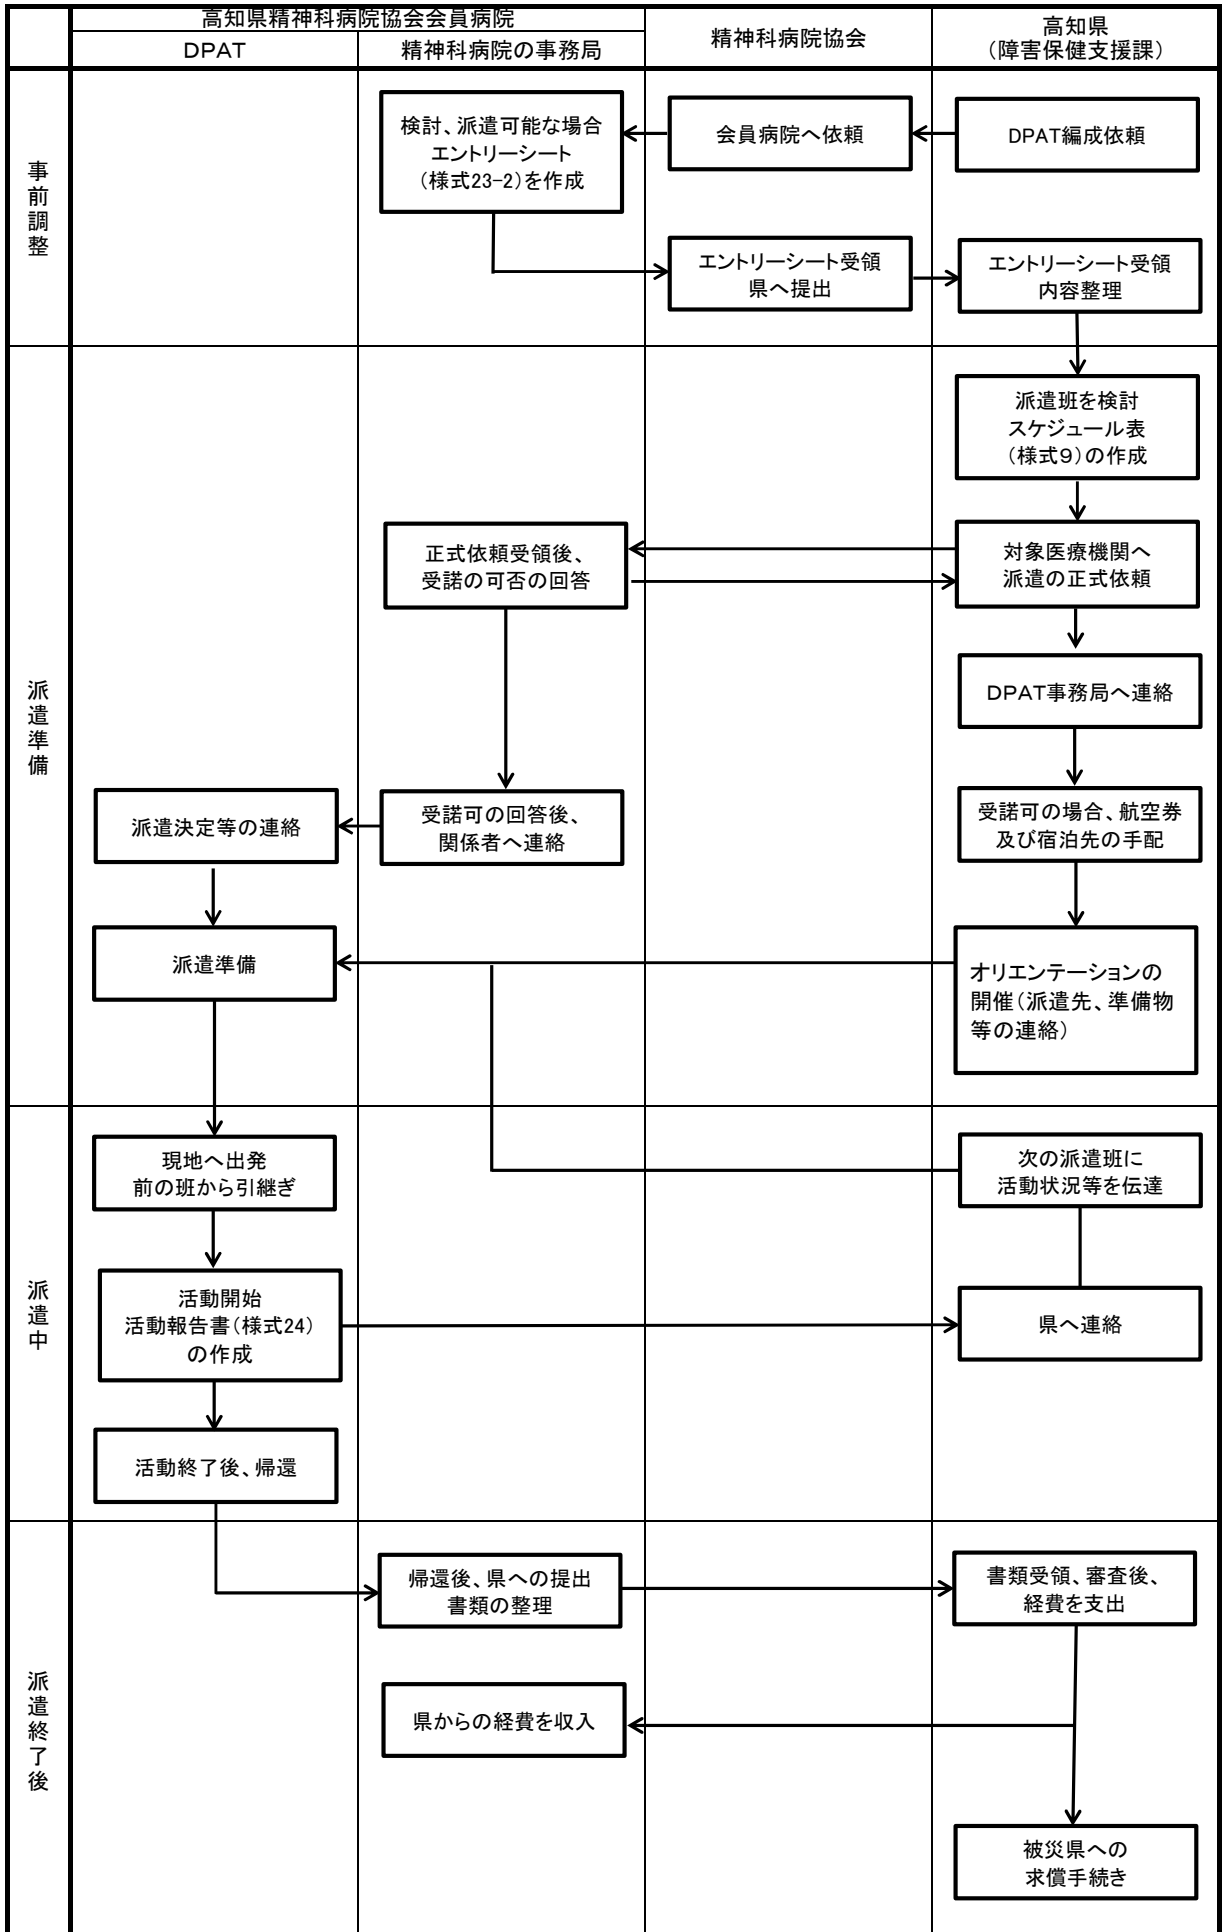 高知県精神科病院協会会員病院
DPAT
精神科病院の事務局
精神科病院協会
高知県
（障害保健支援課）
事前調整
検討、派遣可能な場合
エントリーシート
（様式23-2）を作成
会員病院へ依頼
DPAT編成依頼
エントリーシート受領
県へ提出
エントリーシート受領
内容整理
派遣準備
派遣班を検討
スケジュール表
（様式９）の作成
正式依頼受領後、
受諾の可否の回答
対象医療機関へ
派遣の正式依頼
DPAT事務局へ連絡
派遣決定等の連絡
受諾可の回答後、
関係者へ連絡
受諾可の場合、航空券
及び宿泊先の手配
派遣準備
オリエンテーションの
開催（派遣先、準備物
等の連絡）
派遣中
現地へ出発
前の班から引継ぎ
次の派遣班に
活動状況等を伝達
活動開始
活動報告書（様式24）
の作成
県へ連絡
活動終了後、帰還
派遣終了後
帰還後、県への提出
書類の整理
書類受領、審査後、
経費を支出
県からの経費を収入
被災県への
求償手続き